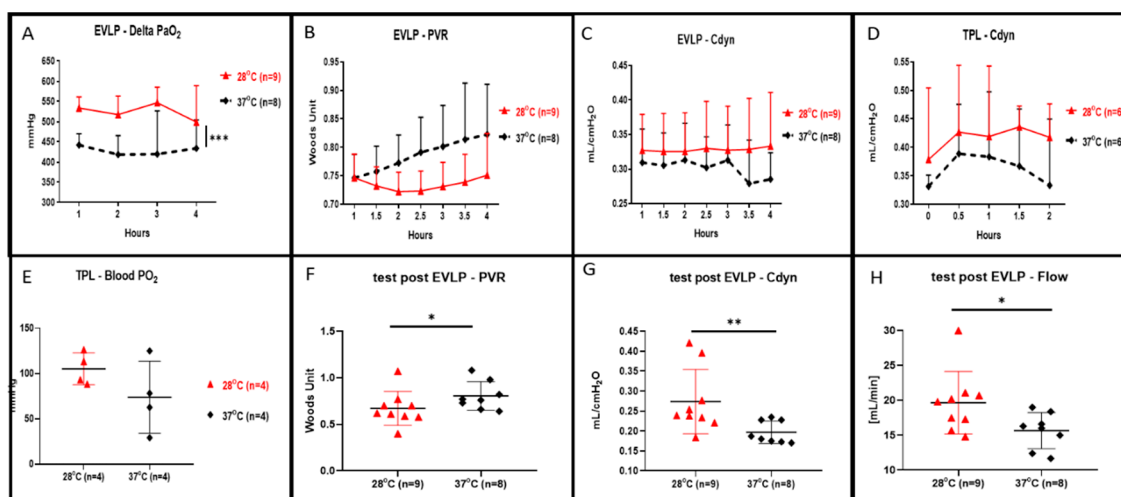 A
EVLP - Delta PaO2
mmHg
650
600
550
500
450
400
350
300
1 2 3 4
Hours
28°C (n=9)
37°C (n=8)
***
B
EVLP - PVR
Woods Unit
0.95
0.90
0.85
0.80
0.75
0.70
1 1.5 2 2.5 3 3.5 4
Hours
28°C (n=9)
37°C (n=8)
C
EVLP - Cdyn
mL/cmH2O
0.45
0.40
0.35
0.30
0.25
1 1.5 2 2.5 3 3.5 4
Hours
28°C (n=9)
37°C (n=8)
D
TPL - Cdyn
mL/cmH2O
0.55
0.50
0.45
0.40
0.35
0.30
0 0.5 1 1.5 2
Hours
28°C (n=6
37°C (n=6
E
TPL - Blood PO2
mmHg
150
100
50
0
28°C (n=4) 37°C (n=4)
28°C (n=4)
37°C (n=4)
F
test post EVLP - PVR
Woods Unit
1.5
1.0
0.5
0.0
*
28°C (n=9) 37°C (n=8)
G
test post EVLP - Cdyn
mL/cmH2O
0.45
0.40
0.35
0.30
0.25
0.20
0.15
0.10
**
28°C (n=9) 37°C (n=8)
H
test post EVLP - Flow
[mL/min]
30
25
20
15
10
*
28°C (n=9) 37°C (n=8)